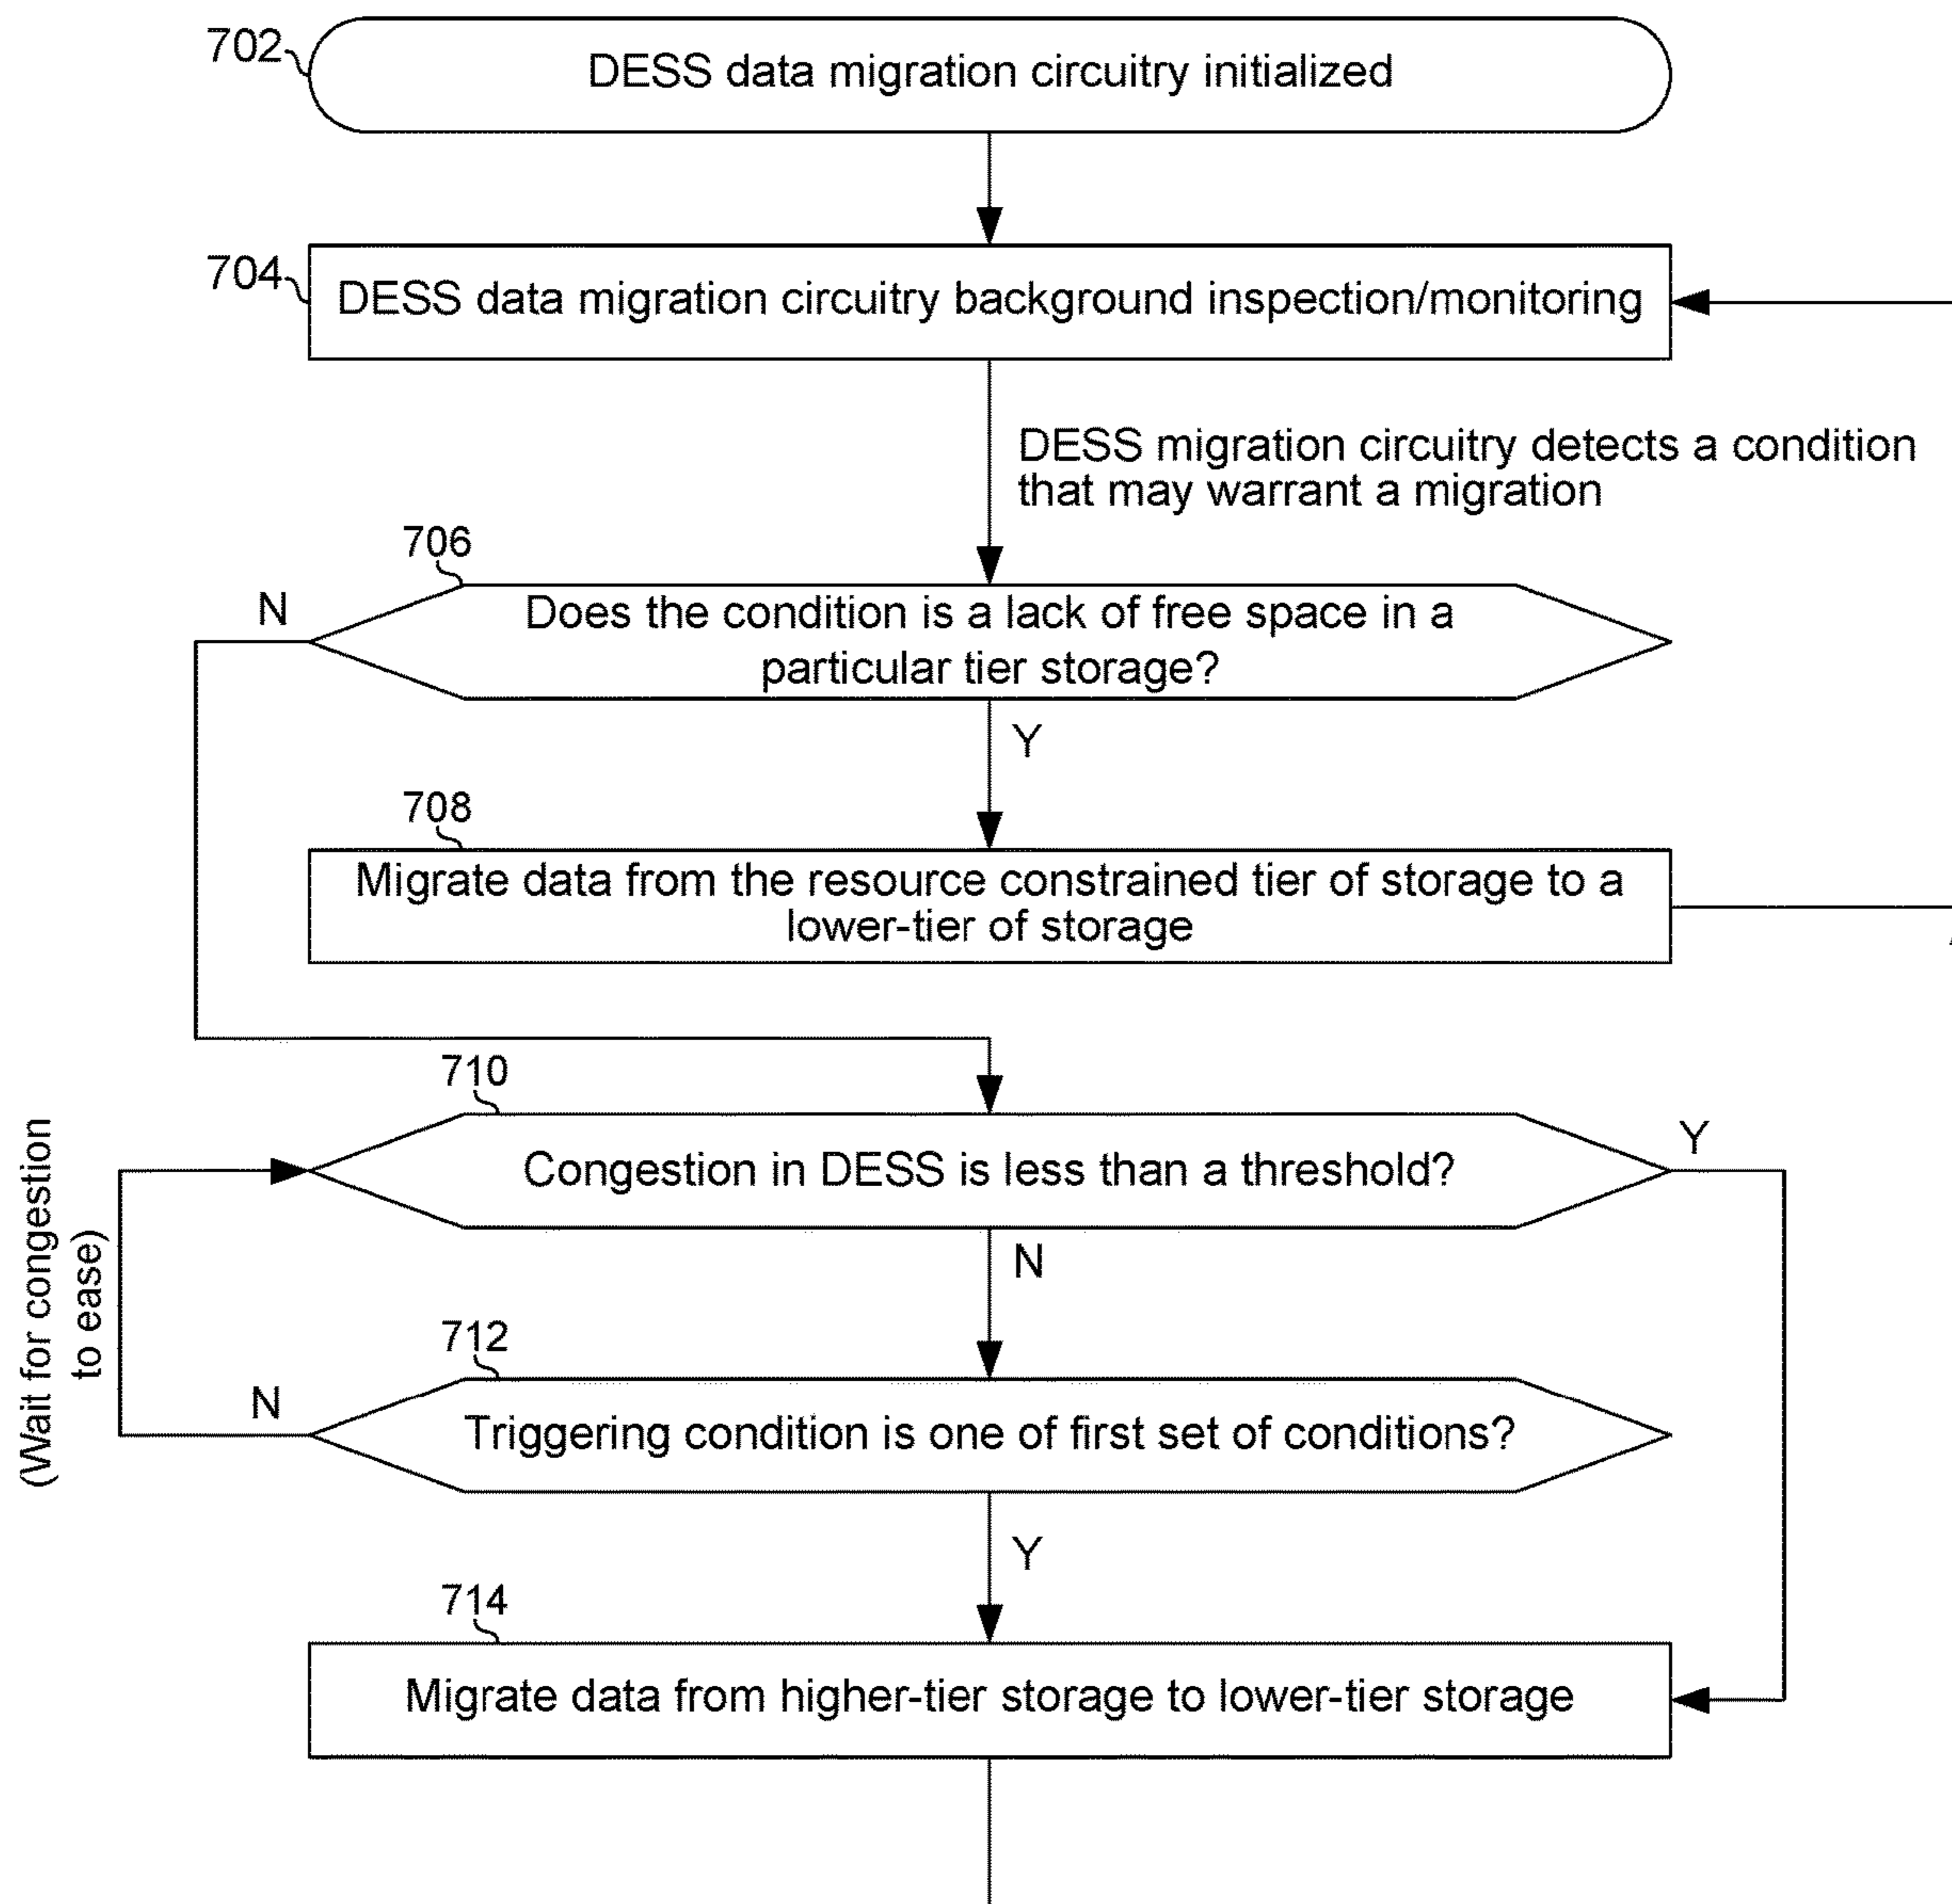 702
DESS data migration circuitry initialized
704
DESS data migration circuitry background inspection/monitoring
DESS migration circuitry detects a condition
that may warrant a migration
706
N
Does the condition is a lack of free space in a
particular tier storage?
Y
708
Migrate data from the resource constrained tier of storage to a
lower-tier of storage
710
Y
Congestion in DESS is less than a threshold?
N
(Wait for congestion
to ease)
712
N
Triggering condition is one of first set of conditions?
Y
714
Migrate data from higher-tier storage to lower-tier storage